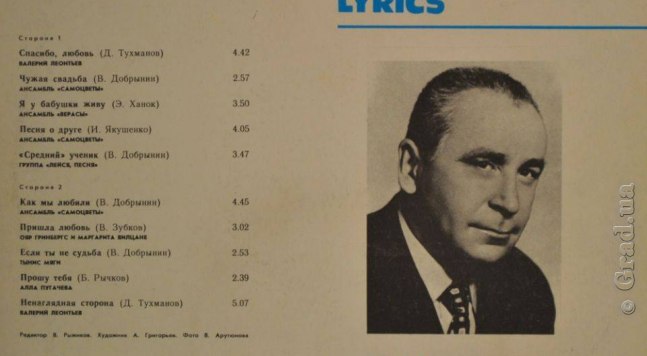 LYRICS
Сторона 1
Спасибо, любовь (Д. Тухманов) 4.42
ВАЛЕРИЙ ЛЕОНТЬЕВ
Чужая свадьба (В. Добрынин) 2.57
АНСАМБЛЬ «САМОЦВЕТЫ»
Я у бабушки живу (Э. Ханок) 3.50
АНСАМБЛЬ «ВЕРАСЫ»
Песня о друге (И. Якушенко) 4.05
АНСАМБЛЬ «САМОЦВЕТЫ»
«Средний» ученик (В. Добрынин) 3.47
ГРУППА «ЛЕЙСЯ, ПЕСНЯ»
Сторона 2
Как мы любили (В. Добрынин) 4.45
АНСАМБЛЬ «САМОЦВЕТЫ»
Пришла любовь (В. Зубков) 3.02
ОВР ГРИНБЕРГС И МАРГАРИТА ВИЛЦАНЕ
Если ты не судьба (В. Добрынин) 2.53
ТЫНИС МЯГИ
Прошу тебя (Б. Рычков) 2.39
АЛЛА ПУГАЧЕВА
Ненаглядная сторона (Д. Тухманов) 5.07
ВАЛЕРИЙ ЛЕОНТЬЕВ
Редактор В. Рыжиков. Художник А. Григорьев. Фото В. Арутюнова
© Grad.ua